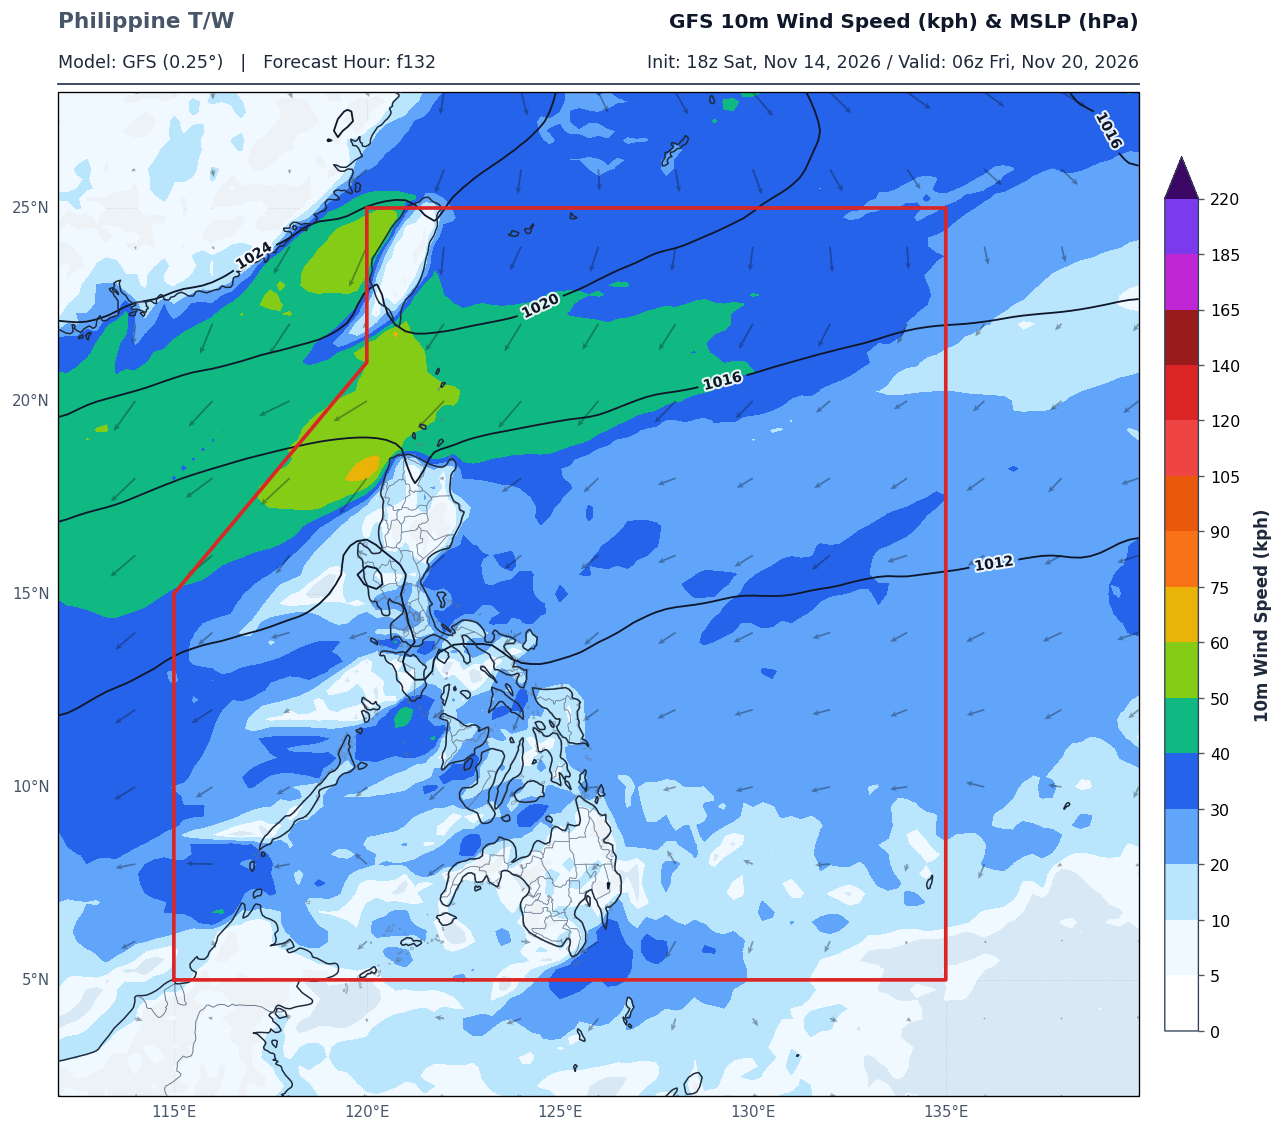 Philippine T/W
GFS 10m Wind Speed (kph) & MSLP (hPa)
Model: GFS (0.25°) | Forecast Hour: f132
Init: 18z Sat, Nov 14, 2026 / Valid: 06z Fri, Nov 20, 2026
1016
1024
1020
1016
1012
25°N
20°N
15°N
10°N
5°N
115°E
120°E
125°E
130°E
135°E
220
185
165
140
120
105
90
75
60
50
40
30
20
10
5
0
10m Wind Speed (kph)